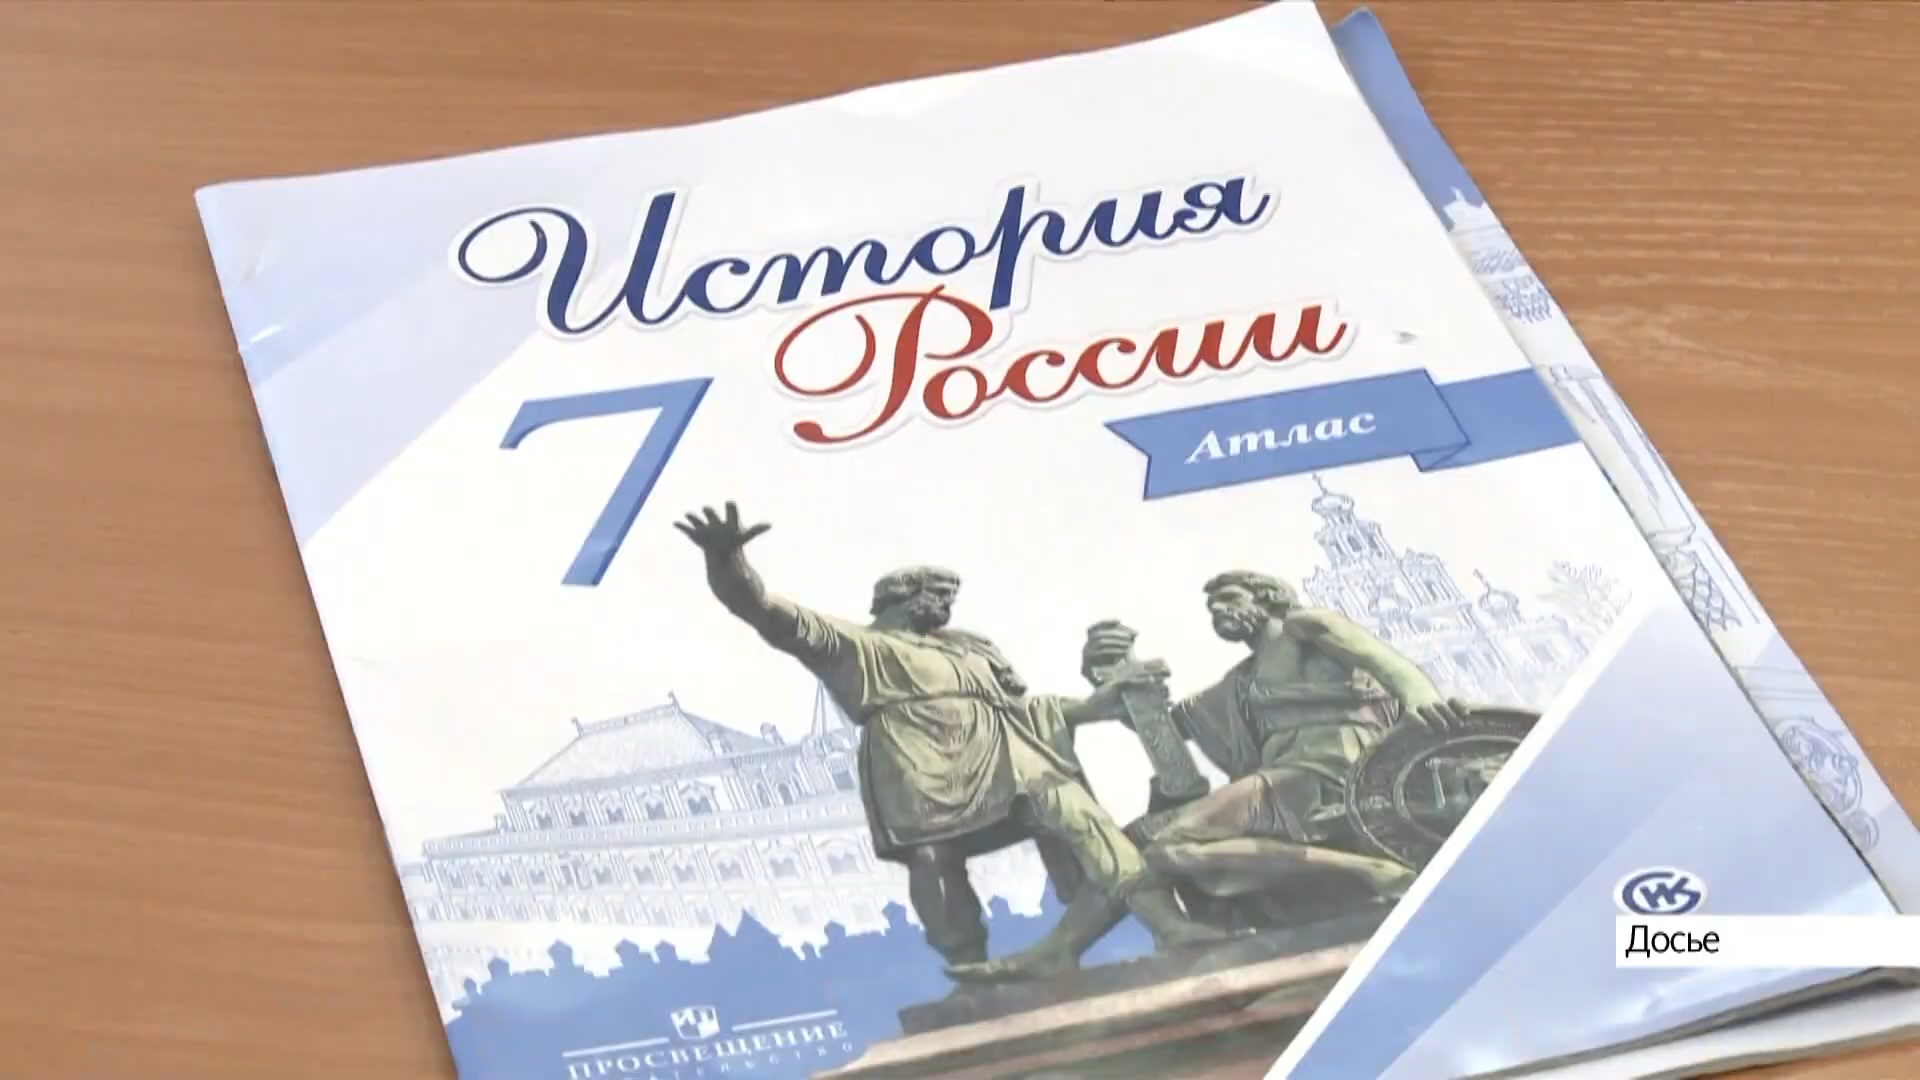 История
России
7
Атлас
ПРОСВЕЩЕНИЕ
Досье